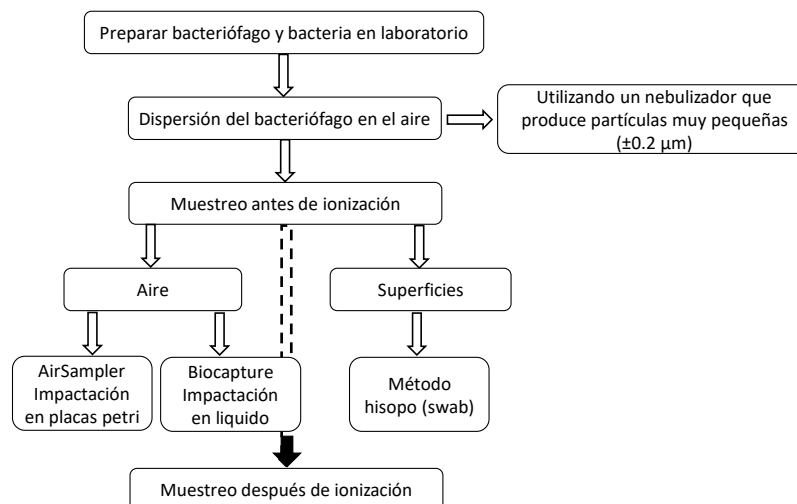 Preparar bacteriófago y bacteria en laboratorio
Dispersión del bacteriófago en el aire
Utilizando un nebulizador que
produce partículas muy pequeñas
(±0.2 µm)
Muestreo antes de ionización
Aire
Superficies
AirSampler
Impactación
en placas petri
Biocapture
Impactación
en liquido
Método
hisopo (swab)
Muestreo después de ionización